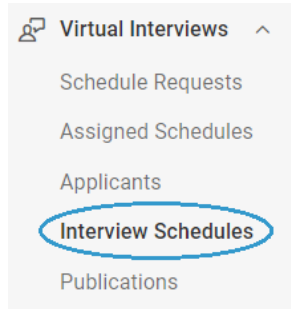 Virtual Interviews
Schedule Requests
Assigned Schedules
Applicants
Interview Schedules
Publications